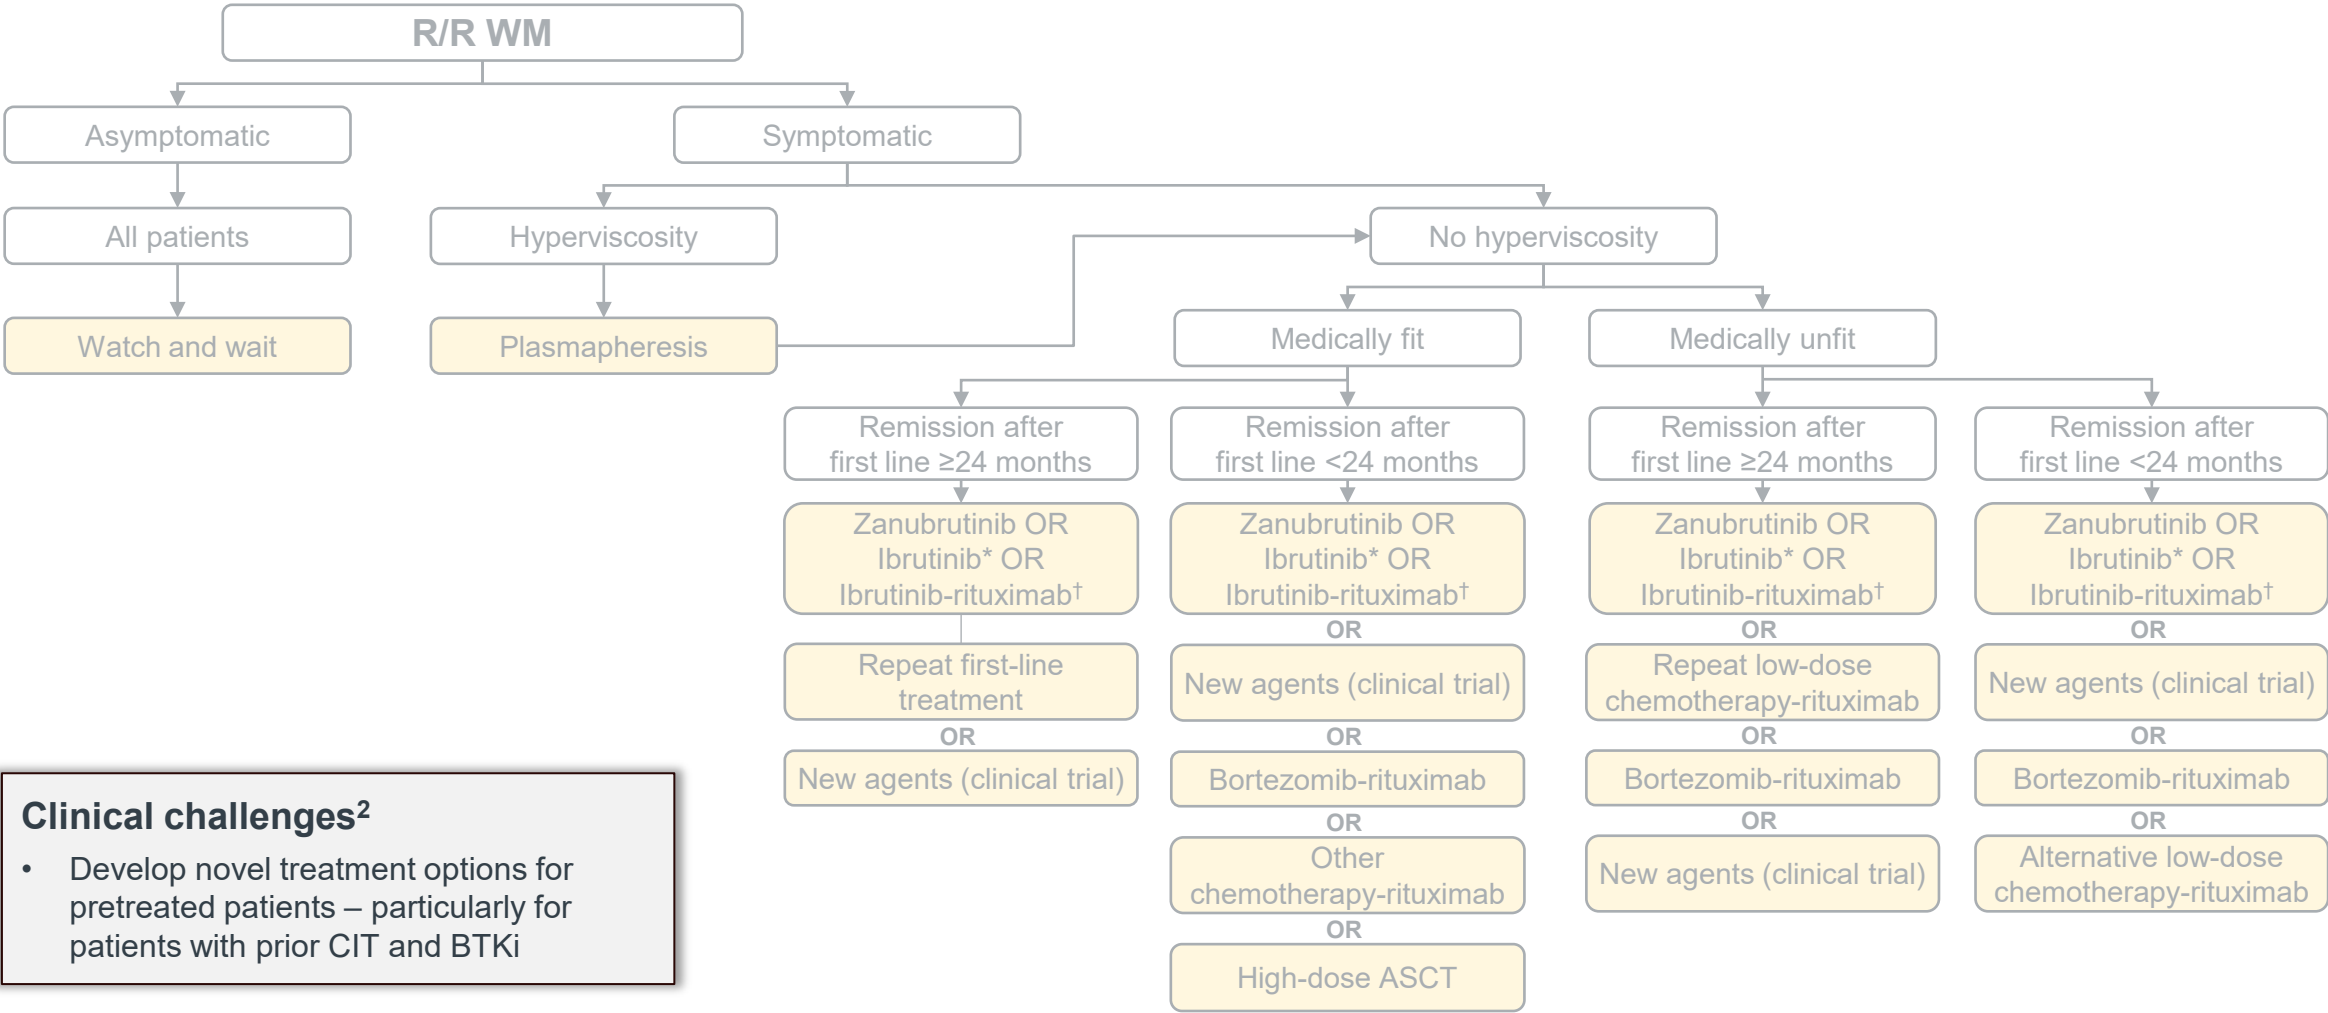 R/R WM
Asymptomatic
Symptomatic
All patients
Hyperviscosity
No hyperviscosity
Watch and wait
Plasmapheresis
Medically fit
Medically unfit
Remission after
first line ≥24 months
Remission after
first line <24 months
Remission after
first line ≥24 months
Remission after
first line <24 months
Zanubrutinib OR
Ibrutinib* OR
Ibrutinib-rituximab†
Repeat first-line
treatment
OR
New agents (clinical trial)
Zanubrutinib OR
Ibrutinib* OR
Ibrutinib-rituximab†
OR
New agents (clinical trial)
OR
Bortezomib-rituximab
OR
Other
chemotherapy-rituximab
OR
High-dose ASCT
Zanubrutinib OR
Ibrutinib* OR
Ibrutinib-rituximab†
OR
Repeat low-dose
chemotherapy-rituximab
OR
Bortezomib-rituximab
OR
New agents (clinical trial)
Zanubrutinib OR
Ibrutinib* OR
Ibrutinib-rituximab†
OR
New agents (clinical trial)
OR
Bortezomib-rituximab
OR
Alternative low-dose
chemotherapy-rituximab
Clinical challenges²
• Develop novel treatment options for
pretreated patients – particularly for
patients with prior CIT and BTKi